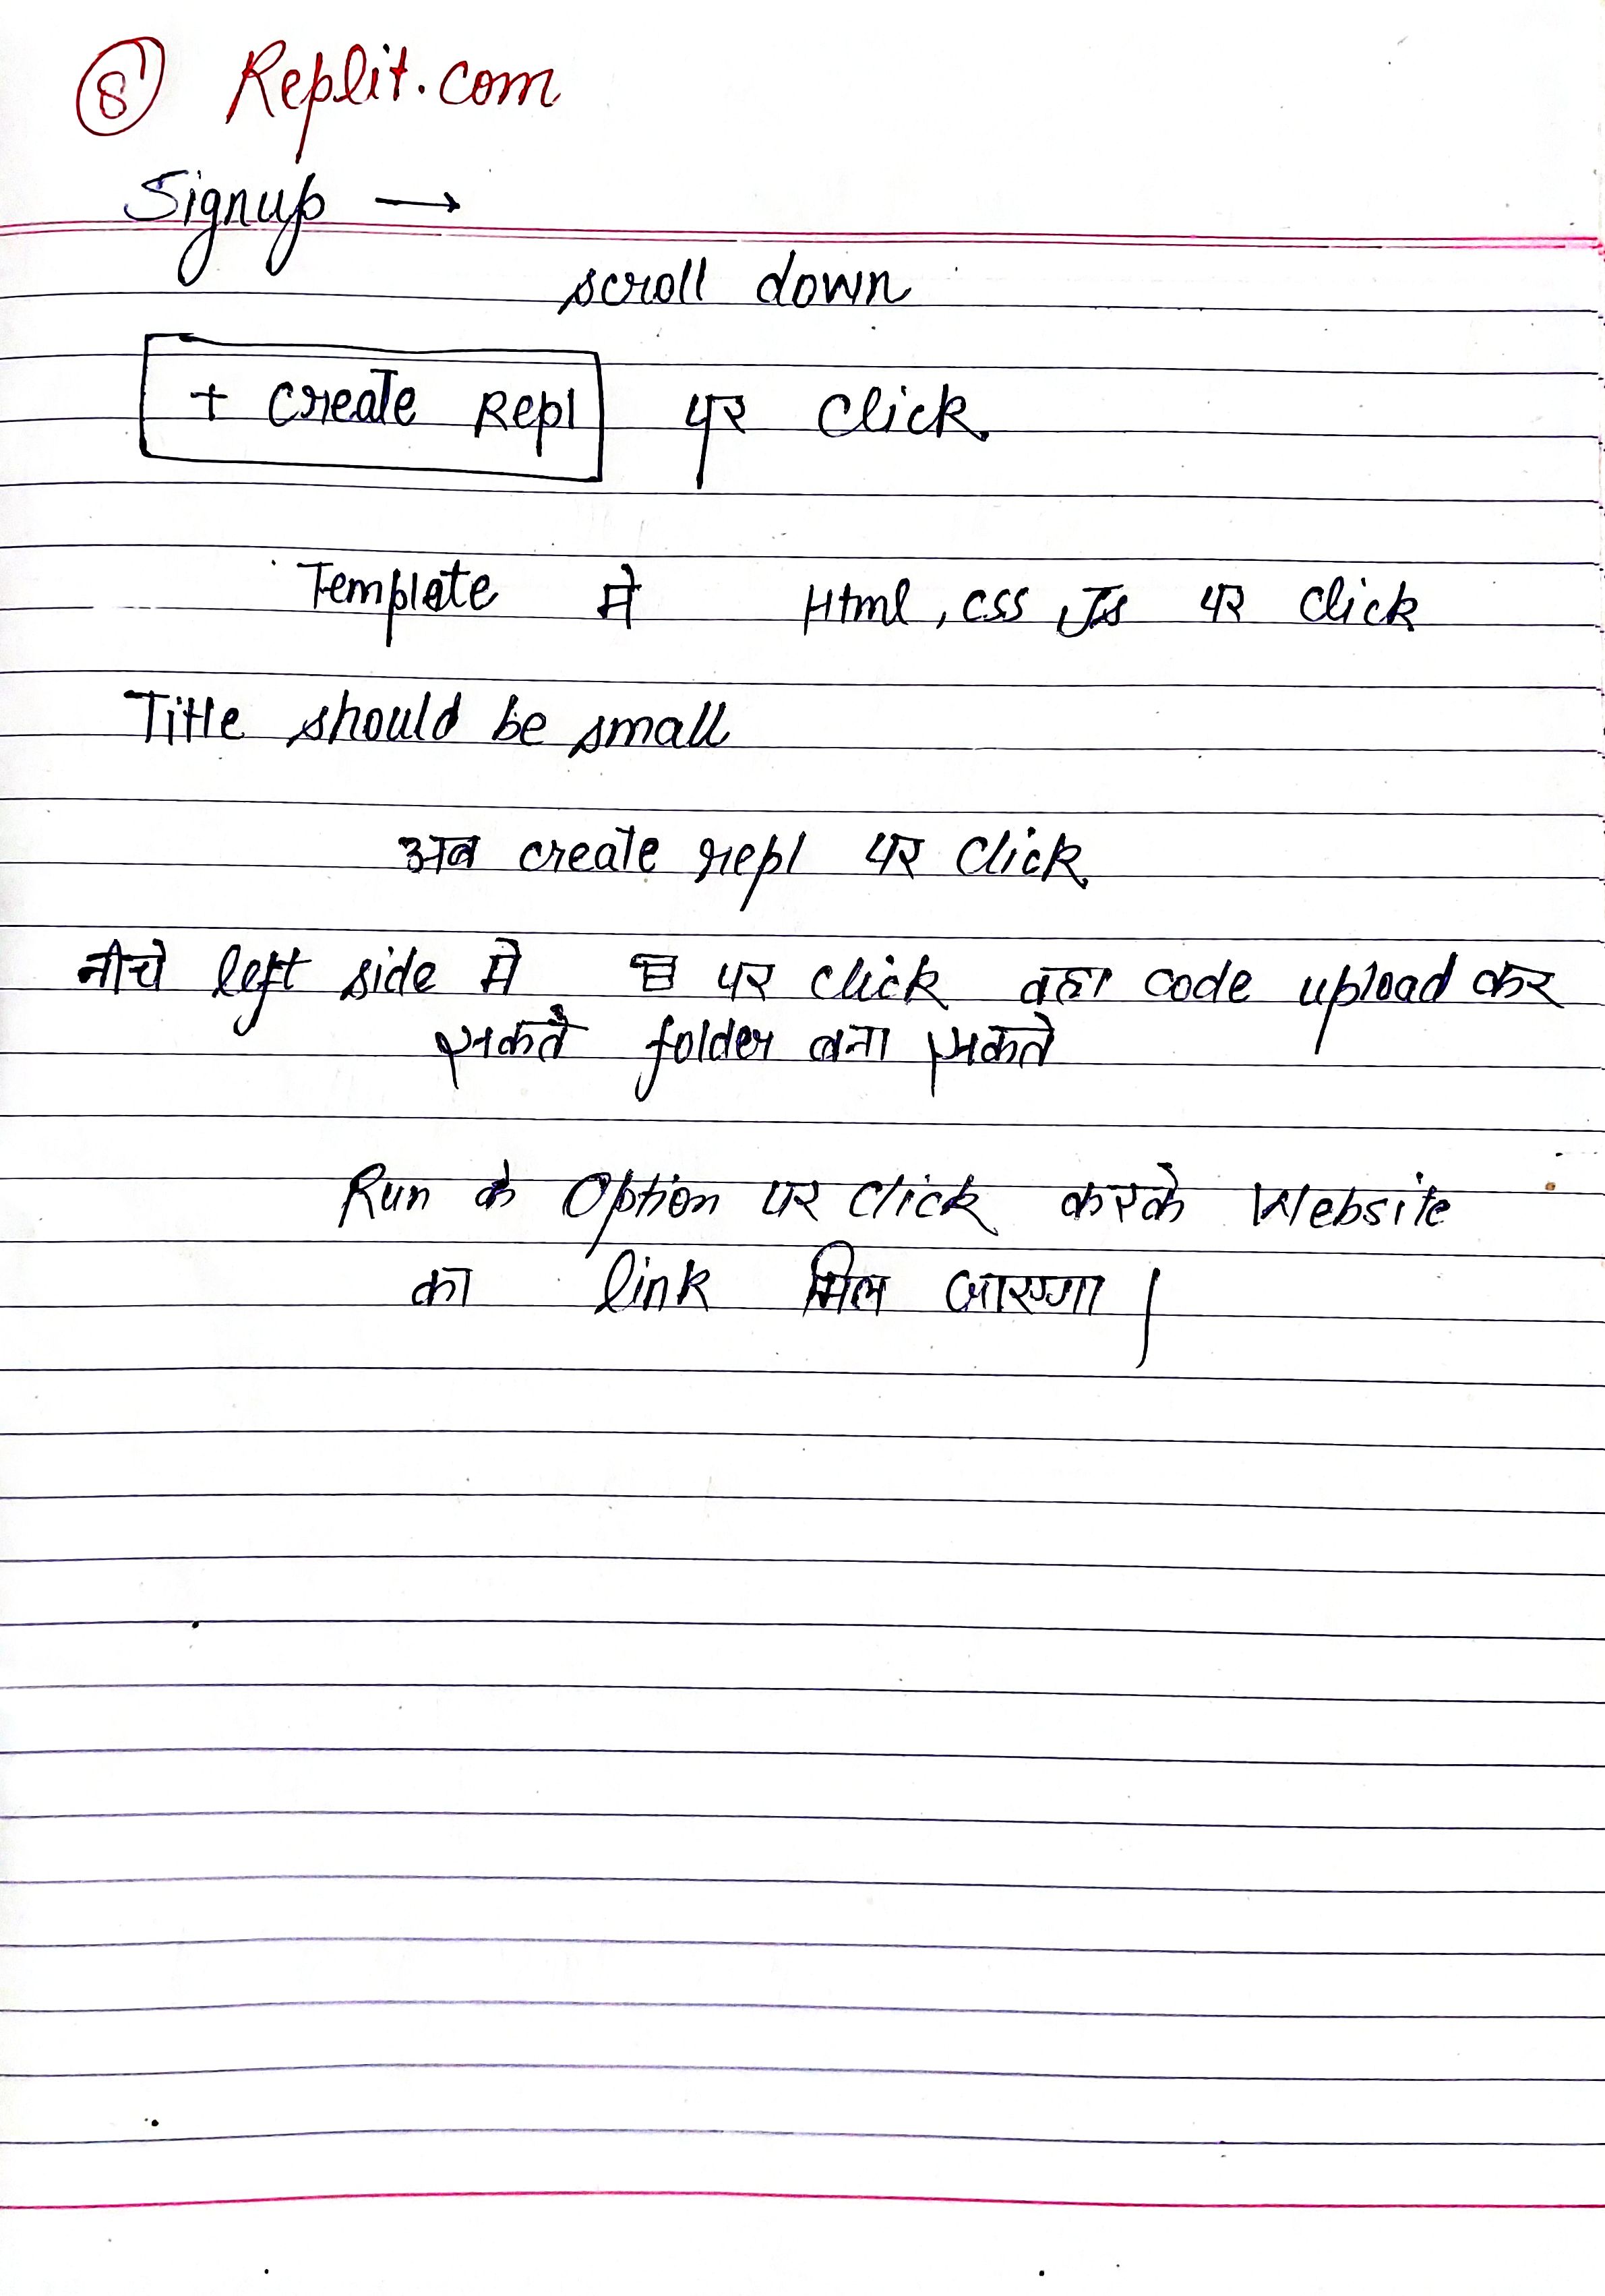 8) Replit.com
Signup →
scroll down
+ create Repl पर click
Template मे Html, css Js पर click
Title should be small
अब create repl पर click
नीचे left side मे पर click वहा code upload कर
सकते folder बना सकते
Run के Option पर click करके Website
का link मिल जाएगा |